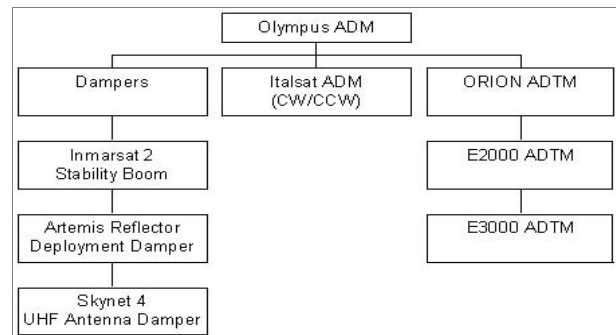 Olympus ADM
Dampers
Italsat ADM
(CW/CCW)
ORION ADTM
Inmarsat 2
Stability Boom
E2000 ADTM
Artemis Reflector
Deployment Damper
E3000 ADTM
Skynet 4
UHF Antenna Damper